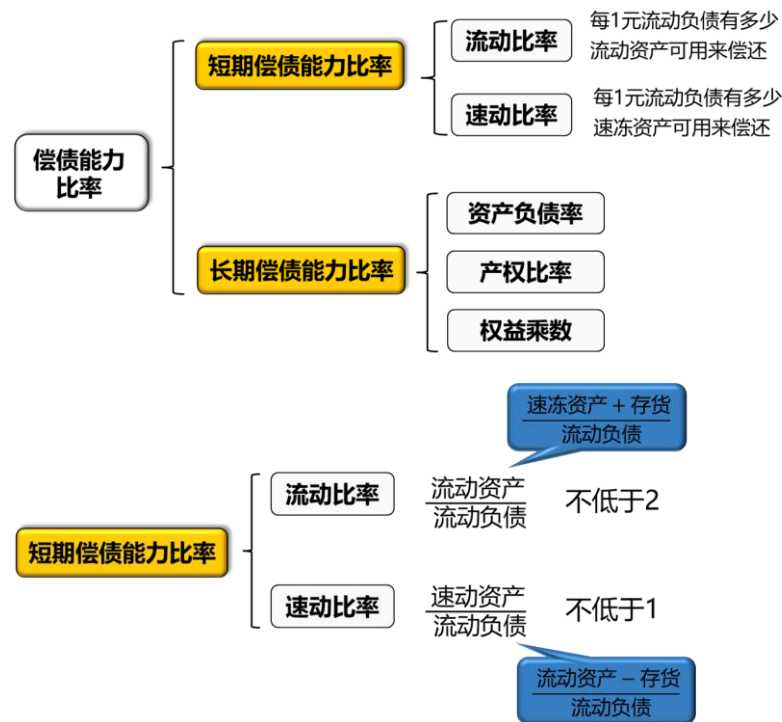 偿债能力
比率
短期偿债能力比率
流动比率
每1元流动负债有多少
流动资产可用来偿还
速动比率
每1元流动负债有多少
速冻资产可用来偿还
长期偿债能力比率
资产负债率
产权比率
权益乘数
速冻资产+存货
流动负债
短期偿债能力比率
流动比率
流动资产
流动负债
不低于2
速动比率
速动资产
流动负债
不低于1
流动资产-存货
流动负债